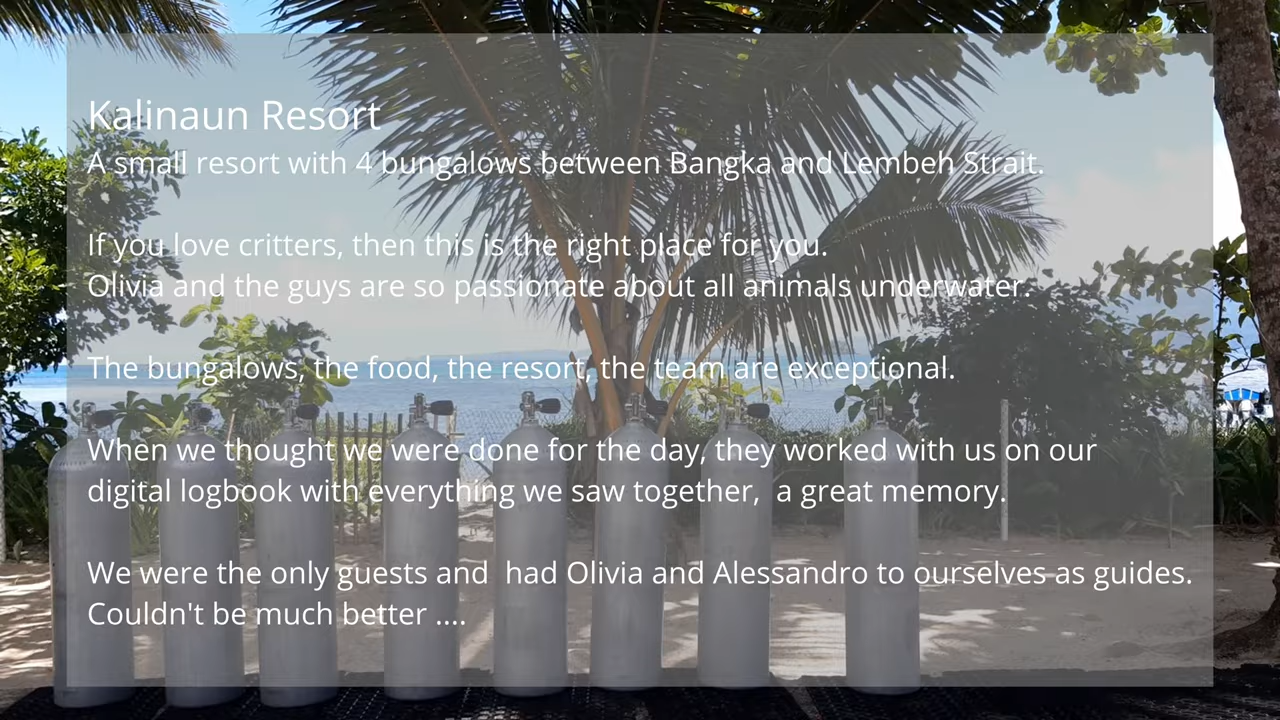 Kalinaun Resort
A small resort with 4 bungalows between Bangka and Lembeh Strait.
If you love critters, then this is the right place for you.
Olivia and the guys are so passionate about all animals underwater.
The bungalows, the food, the resort, the team are exceptional.
When we thought we were done for the day, they worked with us on our
digital logbook with everything we saw together,  a great memory.
We were the only guests and  had Olivia and Alessandro to ourselves as guides.
Couldn't be much better ....